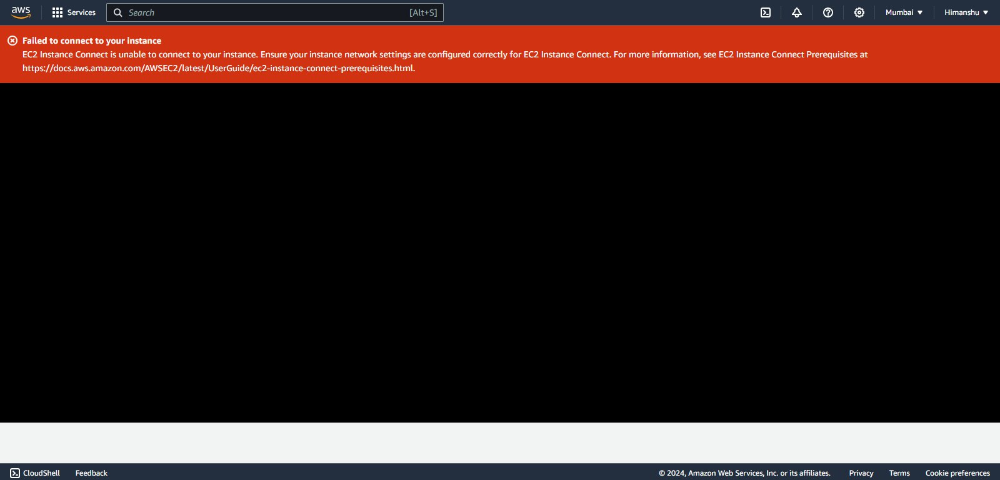 aws Services Search [Alt+S] Mumbai Himanshu
Failed to connect to your instance
EC2 Instance Connect is unable to connect to your instance. Ensure your instance network settings are configured correctly for EC2 Instance Connect. For more information, see EC2 Instance Connect Prerequisites at
https://docs.aws.amazon.com/AWSEC2/latest/UserGuide/ec2-instance-connect-prerequisites.html.
CloudShell Feedback © 2024, Amazon Web Services, Inc. or its affiliates. Privacy Terms Cookie preferences